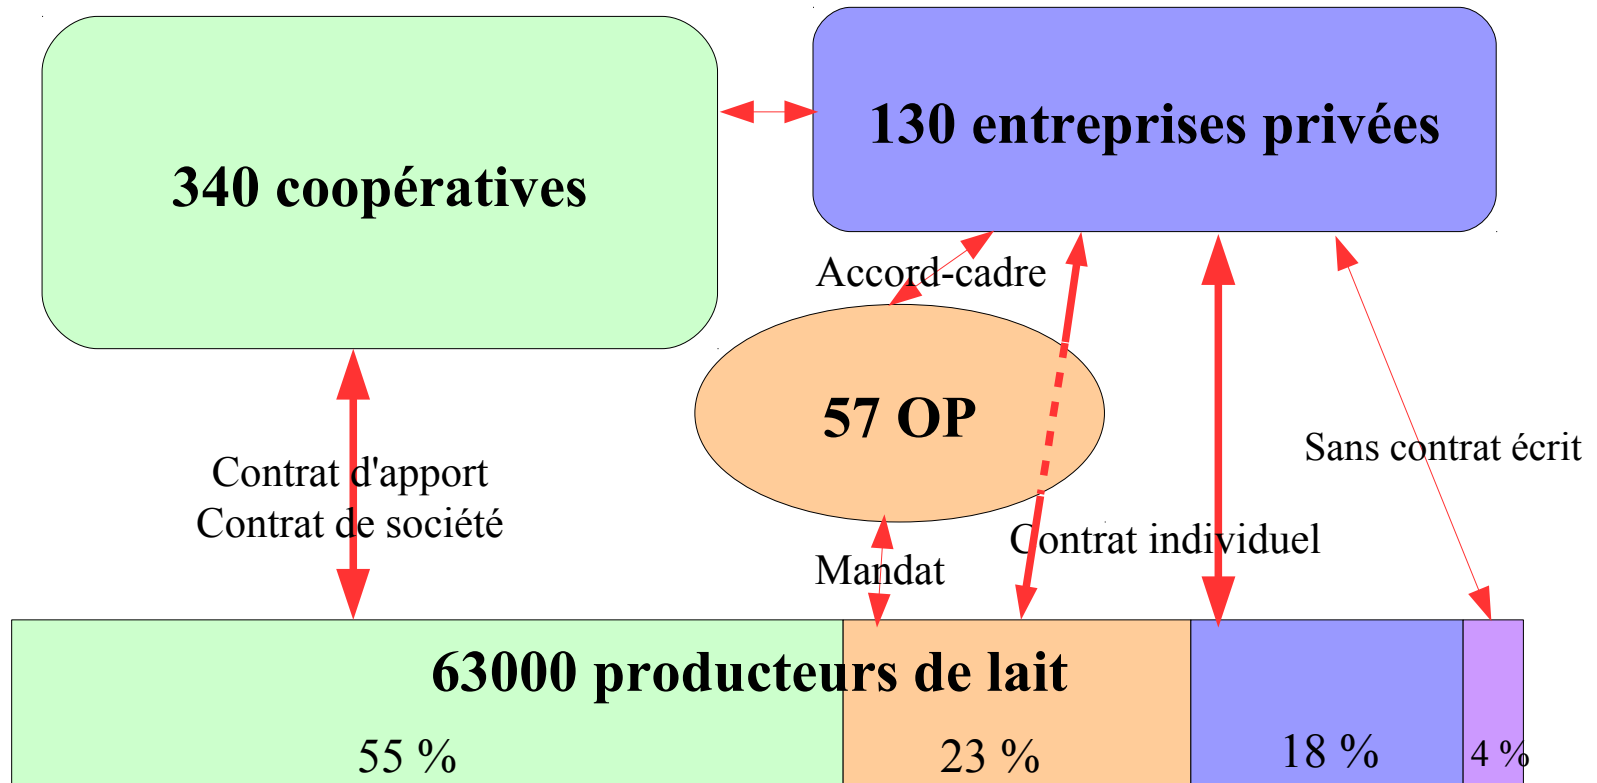 340 coopératives
130 entreprises privées
Accord-cadre
57 OP
Sans contrat écrit
Contrat d'apport
Contrat de société
Contrat individuel
Mandat
63000 producteurs de lait
55 %
23 %
18 %
4 %